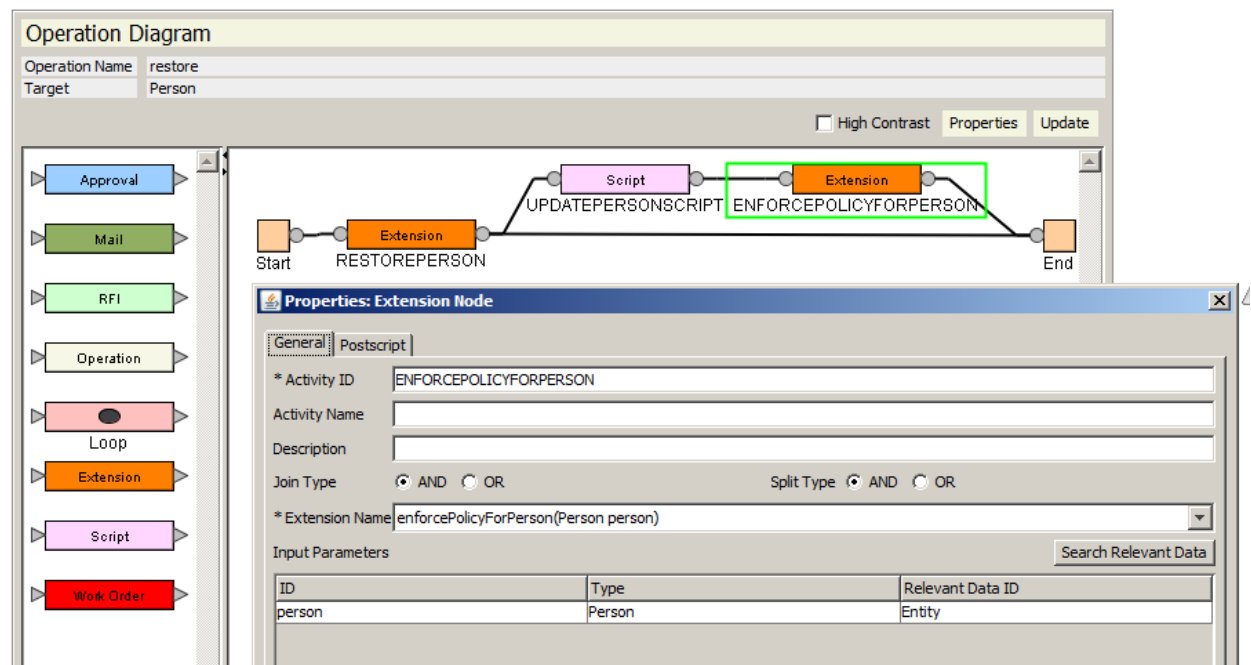 Operation Diagram
Operation Name restore
Target Person
High Contrast Properties Update
Approval
Mail
RFI
Operation
Loop
Extension
Script
Work Order
Script Extension
UPDATEPERSONSCRIPT ENFORCEPOLICYFORPERSON
Extension
Start RESTOREPERSON End
Properties: Extension Node
General Postscript
* Activity ID ENFORCEPOLICYFORPERSON
Activity Name
Description
Join Type AND OR Split Type AND OR
* Extension Name enforcePolicyForPerson(Person person)
Input Parameters Search Relevant Data
ID Type Relevant Data ID
person Person Entity